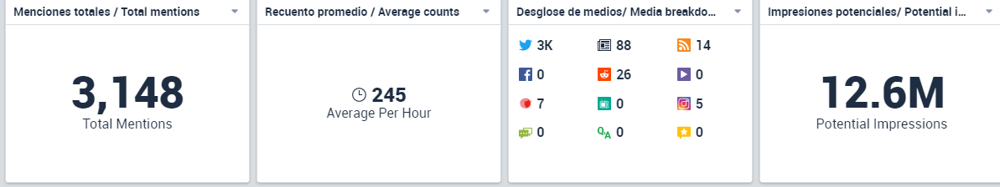 Menciones totales / Total mentions
3,148
Total Mentions
Recuento promedio / Average counts
245
Average Per Hour
Desglose de medios/ Media breakdo...
3K 88 14
0 26 0
7 0 5
0 Q A 0 0
Impresiones potenciales/ Potential i...
12.6M
Potential Impressions